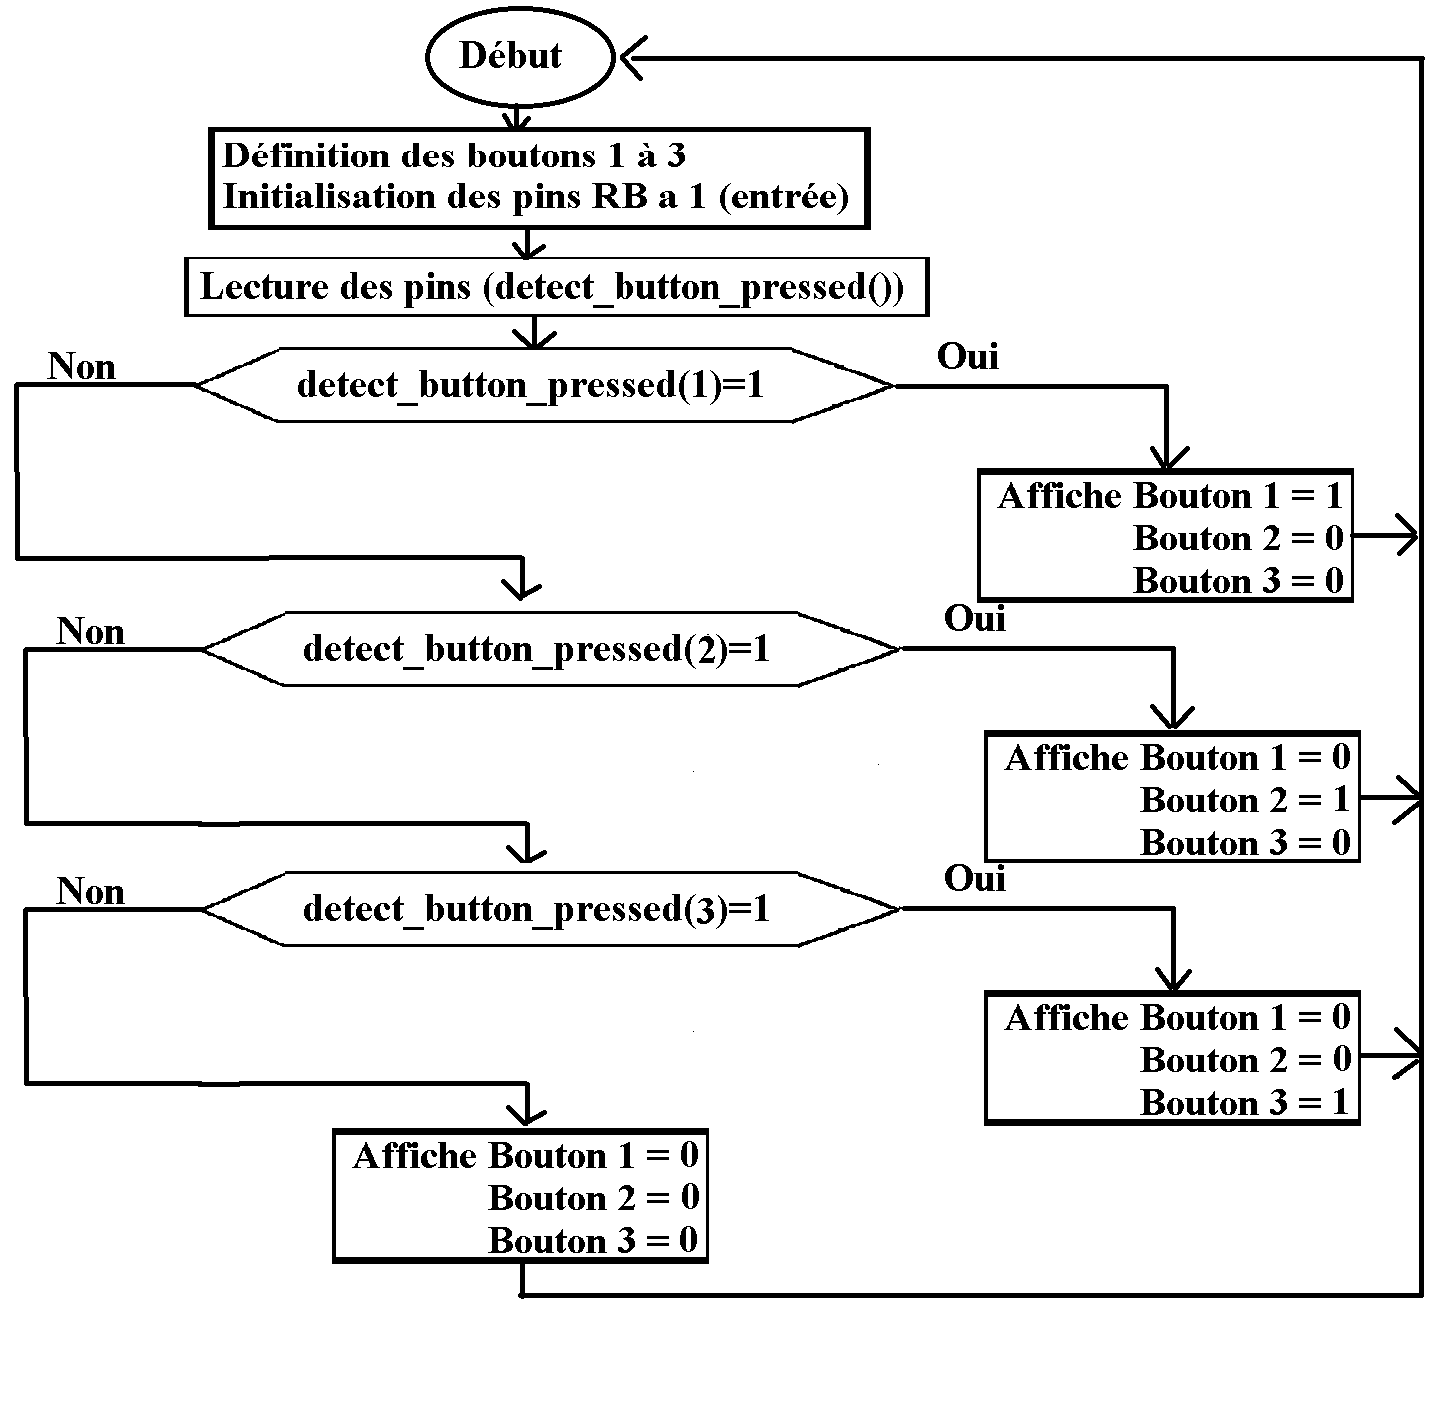 Début
Définition des boutons 1 à 3
Initialisation des pins RB a 1 (entrée)
Lecture des pins (detect_button_pressed())
Non
detect_button_pressed(1)=1
Oui
Affiche Bouton 1 = 1
Bouton 2 = 0
Bouton 3 = 0
Non
detect_button_pressed(2)=1
Oui
Affiche Bouton 1 = 0
Bouton 2 = 1
Bouton 3 = 0
Non
detect_button_pressed(3)=1
Oui
Affiche Bouton 1 = 0
Bouton 2 = 0
Bouton 3 = 1
Affiche Bouton 1 = 0
Bouton 2 = 0
Bouton 3 = 0